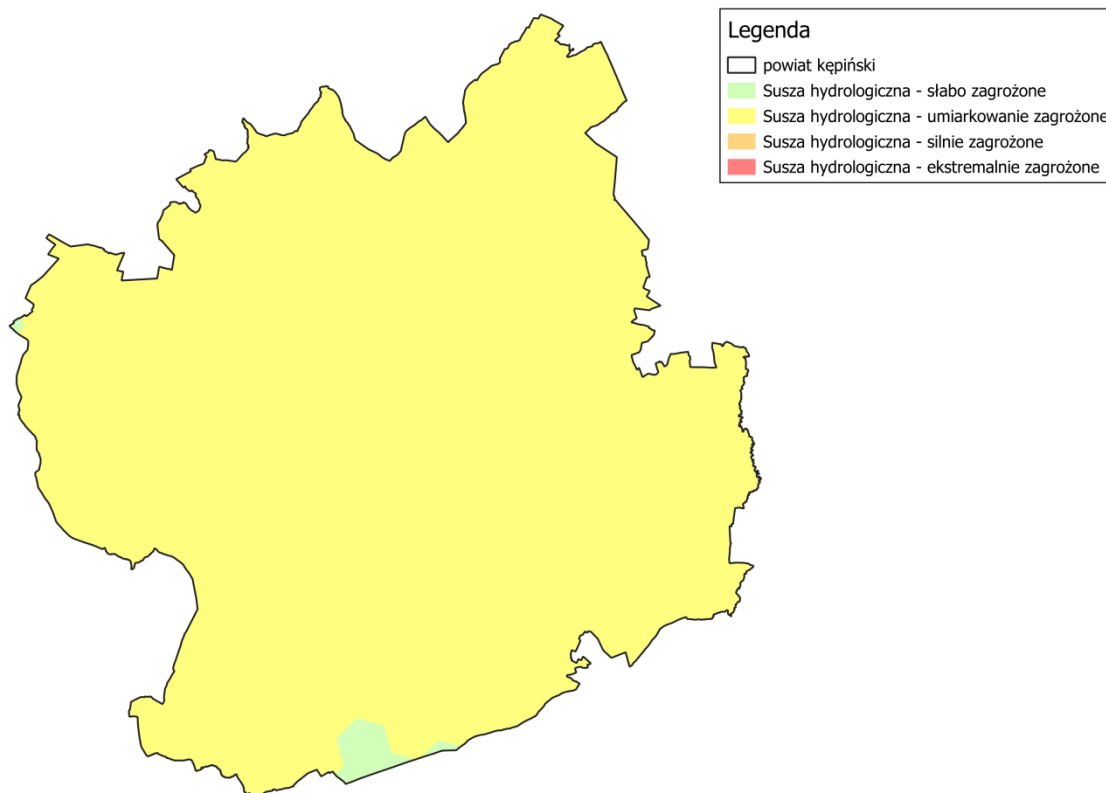 Legenda
powiat kępiński
Susza hydrologiczna - słabo zagrożone
Susza hydrologiczna - umiarkowanie zagrożone
Susza hydrologiczna - silnie zagrożone
Susza hydrologiczna - ekstremalnie zagrożone